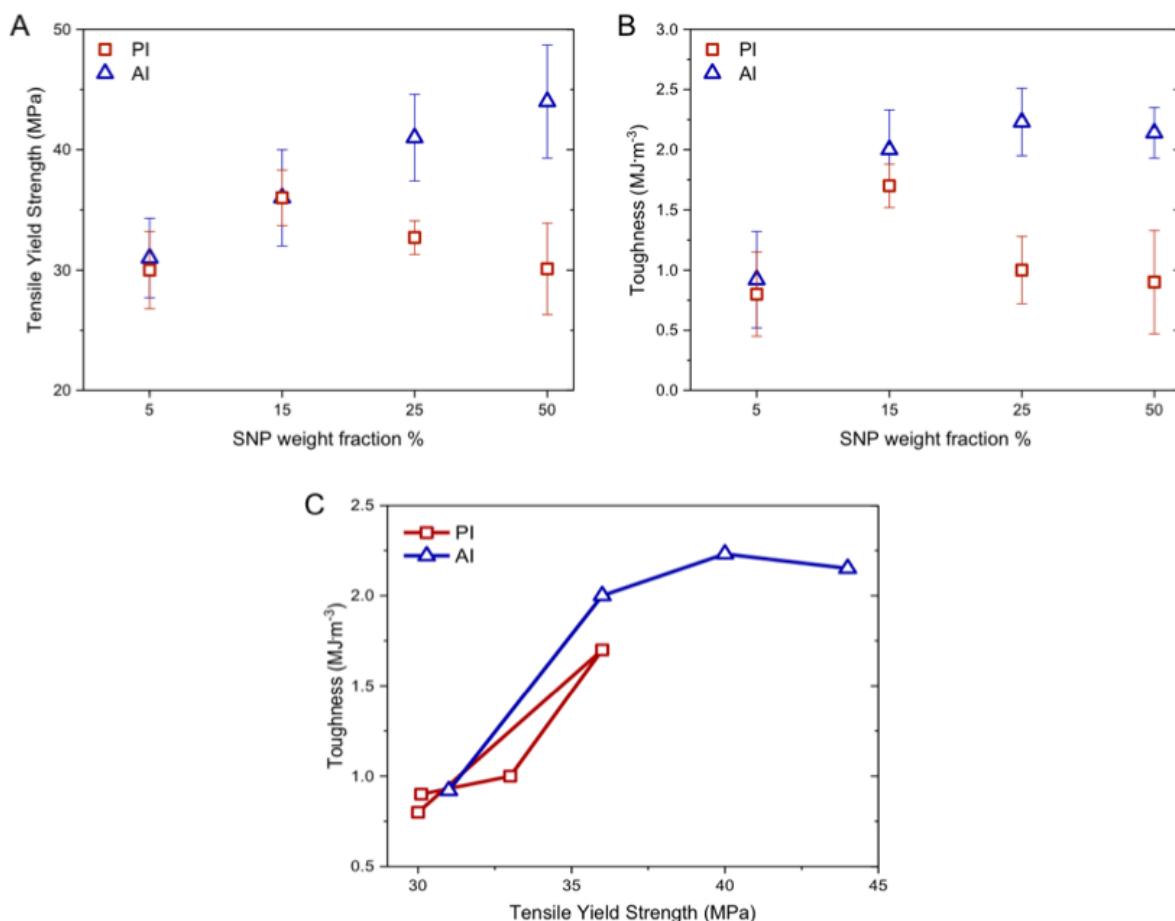 A
PI
AI
Tensile Yield Strength (MPa)
50
40
30
20
5 15 25 50
SNP weight fraction %
B
PI
AI
Toughness (MJ·m⁻³)
3.0
2.5
2.0
1.5
1.0
0.5
0.0
5 15 25 50
SNP weight fraction %
C
PI
AI
Toughness (MJ·m⁻³)
2.5
2.0
1.5
1.0
0.5
30 35 40 45
Tensile Yield Strength (MPa)